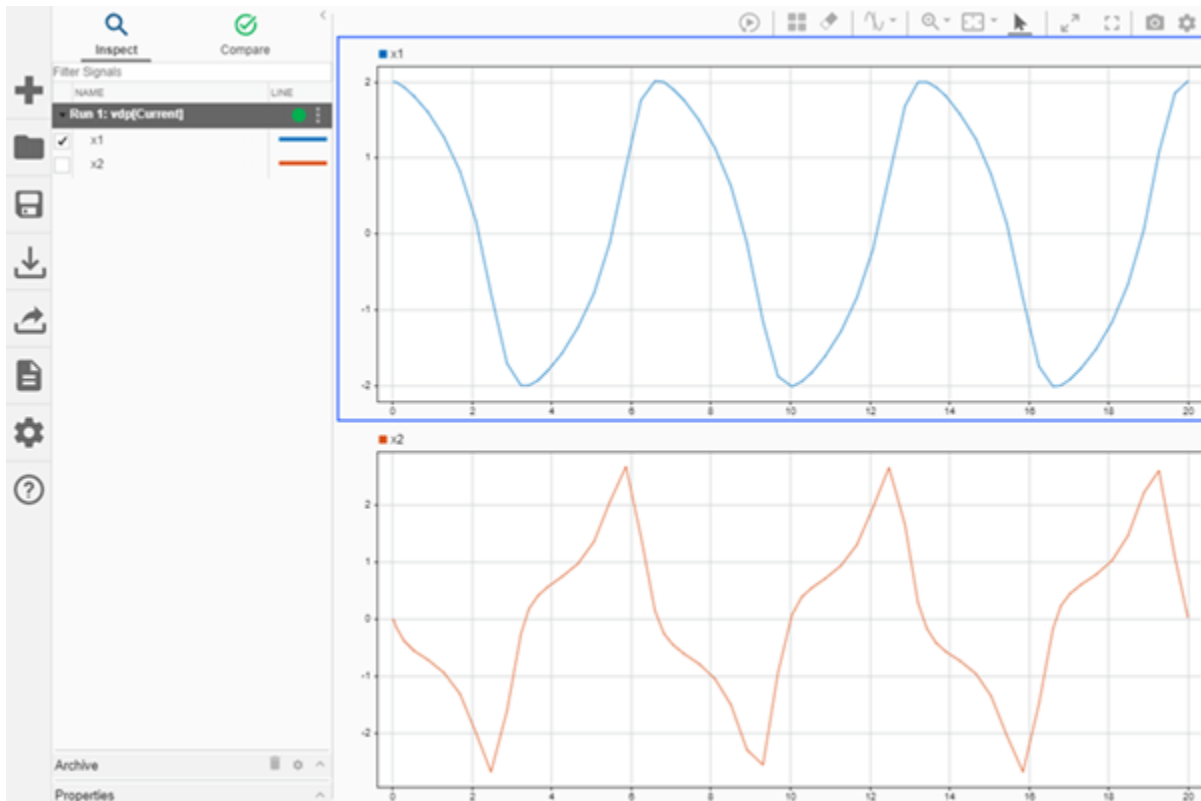 Inspect
Compare
Filter Signals
NAME LINE
Run 1: vdp[Current]
x1
x2
Archive
Properties
x1
2
1
0
-1
-2
0 2 4 6 8 10 12 14 16 18 20
x2
2
1
0
-1
-2
0 2 4 6 8 10 12 14 16 18 20